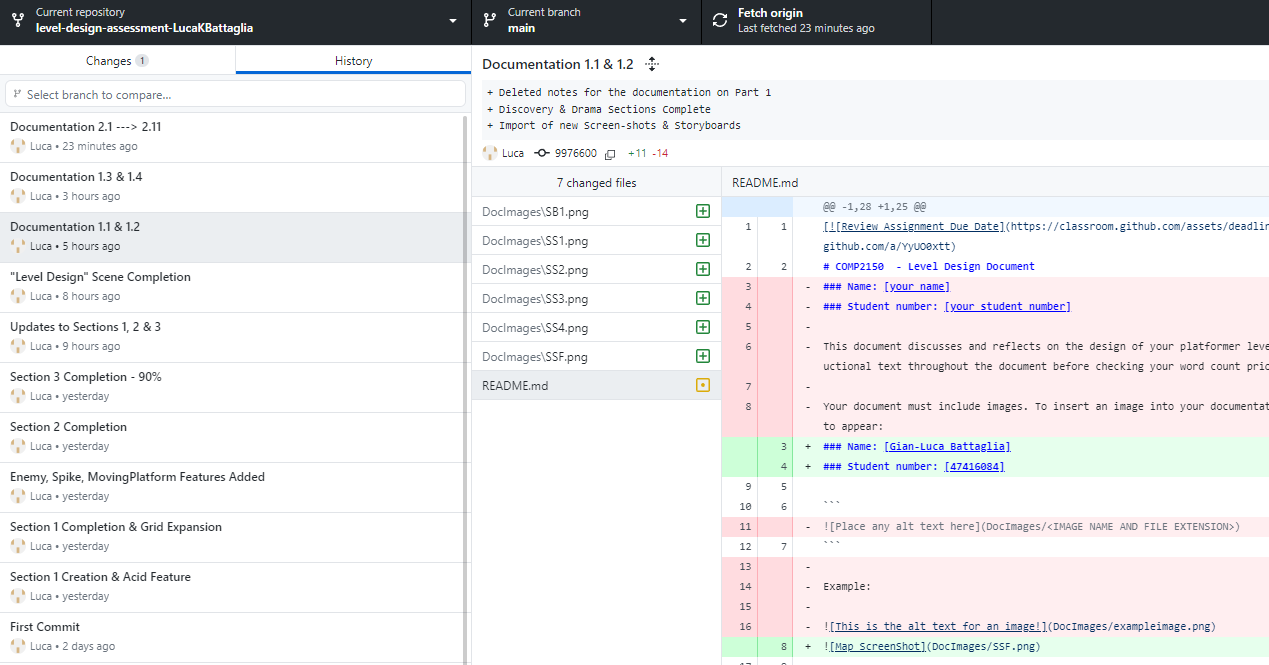 Current repository
level-design-assessment-LucaKBattaglia
Current branch
main
Fetch origin
Last fetched 23 minutes ago
Changes 1
History
Select branch to compare...
Documentation 2.1 ---> 2.11
Luca • 23 minutes ago
Documentation 1.3 & 1.4
Luca • 3 hours ago
Documentation 1.1 & 1.2
Luca • 5 hours ago
"Level Design" Scene Completion
Luca • 8 hours ago
Updates to Sections 1, 2 & 3
Luca • 9 hours ago
Section 3 Completion - 90%
Luca • yesterday
Section 2 Completion
Luca • yesterday
Enemy, Spike, MovingPlatform Features Added
Luca • yesterday
Section 1 Completion & Grid Expansion
Luca • yesterday
Section 1 Creation & Acid Feature
Luca • yesterday
First Commit
Luca • 2 days ago
Documentation 1.1 & 1.2
+ Deleted notes for the documentation on Part 1
+ Discovery & Drama Sections Complete
+ Import of new Screen-shots & Storyboards
Luca 9976600 +11 -14
7 changed files
DocImages\SB1.png
DocImages\SS1.png
DocImages\SS2.png
DocImages\SS3.png
DocImages\SS4.png
DocImages\SSF.png
README.md
README.md
@@ -1,28 +1,25 @@
1 1 [![Review Assignment Due Date](https://classroom.github.com/assets/deadlin
github.com/a/YyUO0xtt)
2 2 # COMP2150  - Level Design Document
3 - ### Name: [your name]
4 - ### Student number: [your student number]
5 -
6 - This document discusses and reflects on the design of your platformer leve
uctional text throughout the document before checking your word count prio
7 -
8 - Your document must include images. To insert an image into your documentat
to appear:
3 + ### Name: [Gian-Luca Battaglia]
4 + ### Student number: [47416084]
9 5
10 6 ```
11 - ![Place any alt text here](DocImages/<IMAGE NAME AND FILE EXTENSION>)
12 7 ```
13 -
14 - Example:
15 -
16 - ![This is the alt text for an image!](DocImages/exampleimage.png)
8 + ![Map ScreenShot](DocImages/SSF.png)